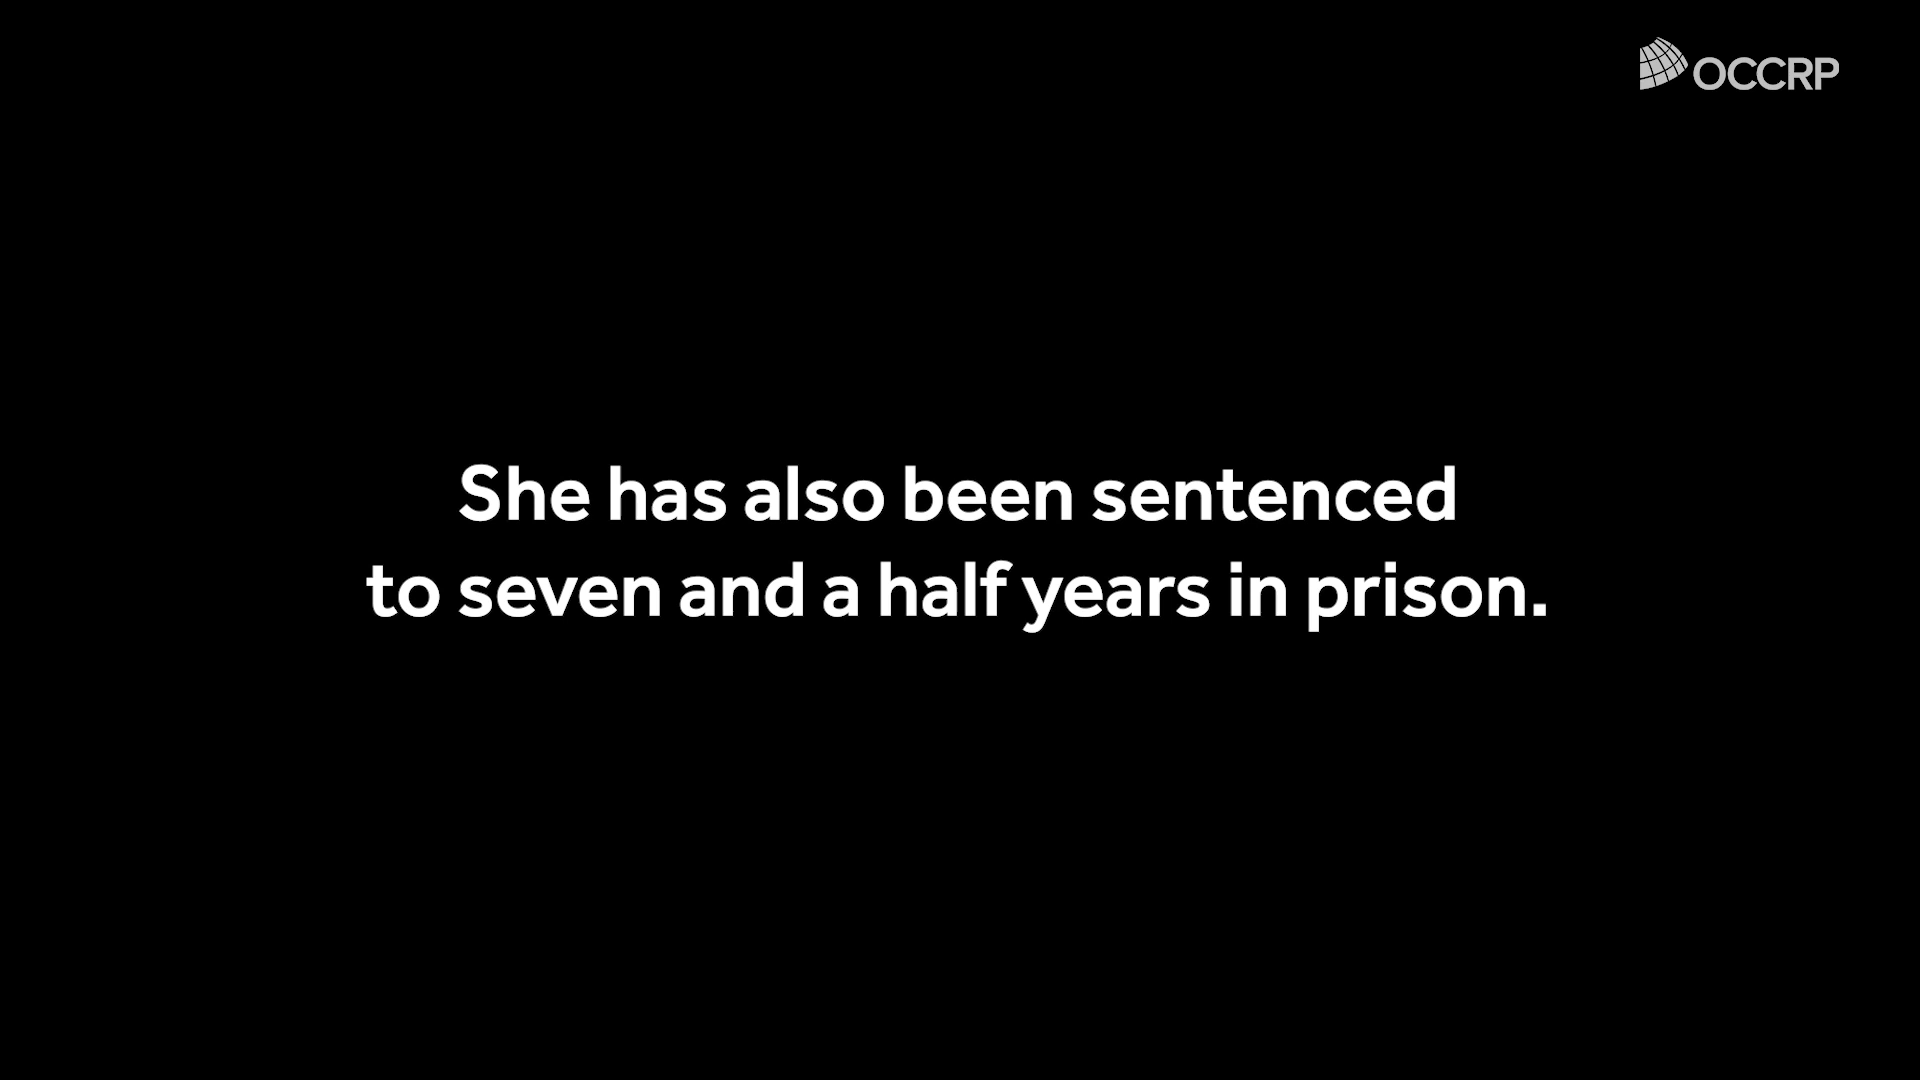 OCCRP
She has also been sentenced
to seven and a half years in prison.